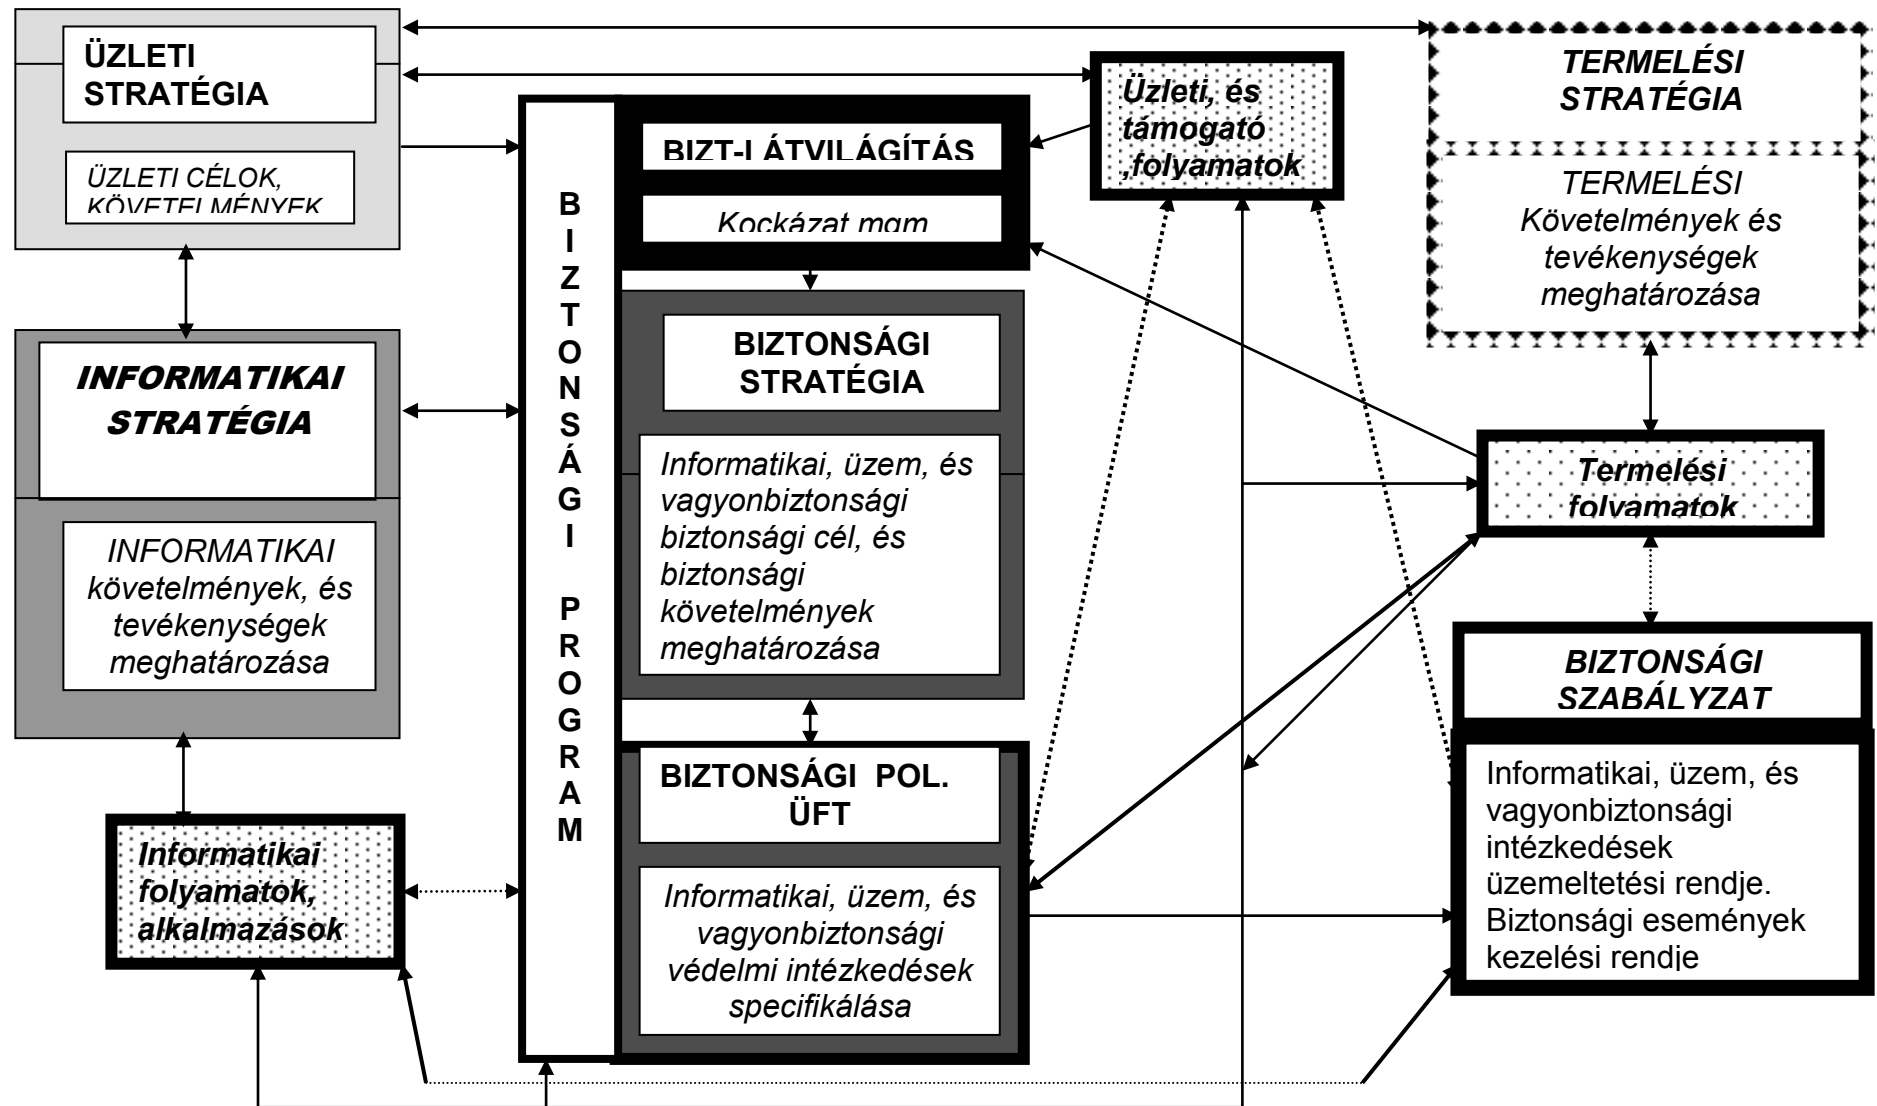 ÜZLETI
STRATÉGIA
ÜZLETI CÉLOK,
KÖVETELMÉNYEK
INFORMATIKAI
STRATÉGIA
INFORMATIKAI
követelmények, és
tevékenységek
meghatározása
Informatikai
folyamatok,
alkalmazások
B
I
Z
T
O
N
S
Á
G
I
P
R
O
G
R
A
M
BIZT-I ÁTVILÁGÍTÁS
Kockázat mgm
BIZTONSÁGI
STRATÉGIA
Informatikai, üzem, és
vagyonbiztonsági
biztonsági cél, és
biztonsági
követelmények
meghatározása
BIZTONSÁGI POL.
ÜFT
Informatikai, üzem, és
vagyonbiztonsági
védelmi intézkedések
specifikálása
Üzleti, és
támogató
,folyamatok
TERMELÉSI
STRATÉGIA
TERMELÉSI
Követelmények és
tevékenységek
meghatározása
Termelési
folyamatok
BIZTONSÁGI
SZABÁLYZAT
Informatikai, üzem, és
vagyonbiztonsági
intézkedések
üzemeltetési rendje.
Biztonsági események
kezelési rendje